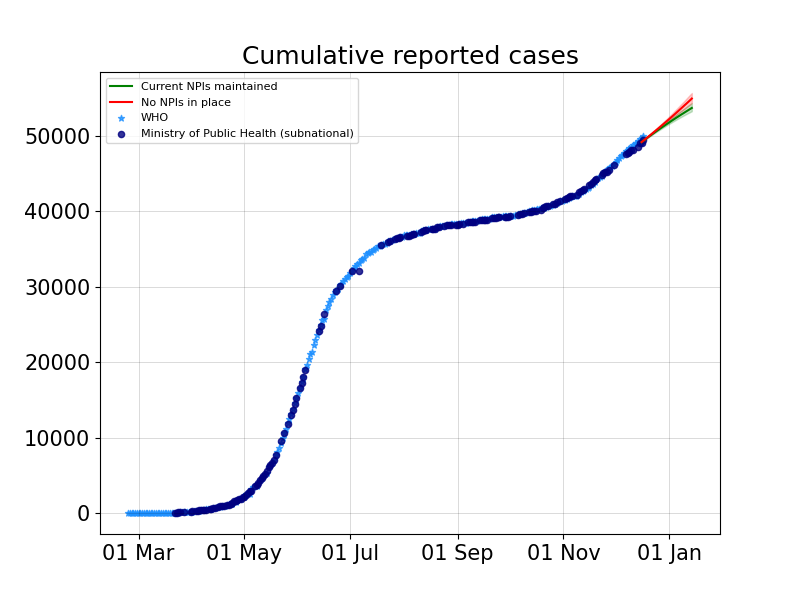 Cumulative reported cases
Current NPIs maintained
No NPIs in place
WHO
Ministry of Public Health (subnational)
50000
40000
30000
20000
10000
0
01 Mar
01 May
01 Jul
01 Sep
01 Nov
01 Jan